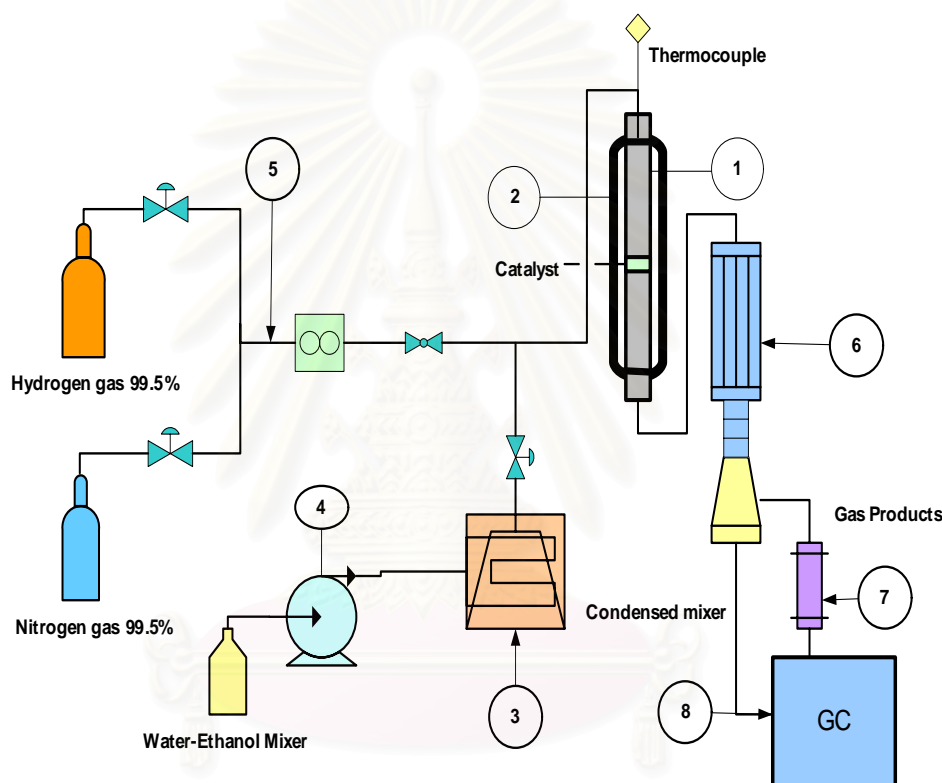 Thermocouple
5
1
2
Catalyst
6
Hydrogen gas 99.5%
4
Gas Products
7
Condensed mixer
Nitrogen gas 99.5%
3
8
GC
Water-Ethanol Mixer